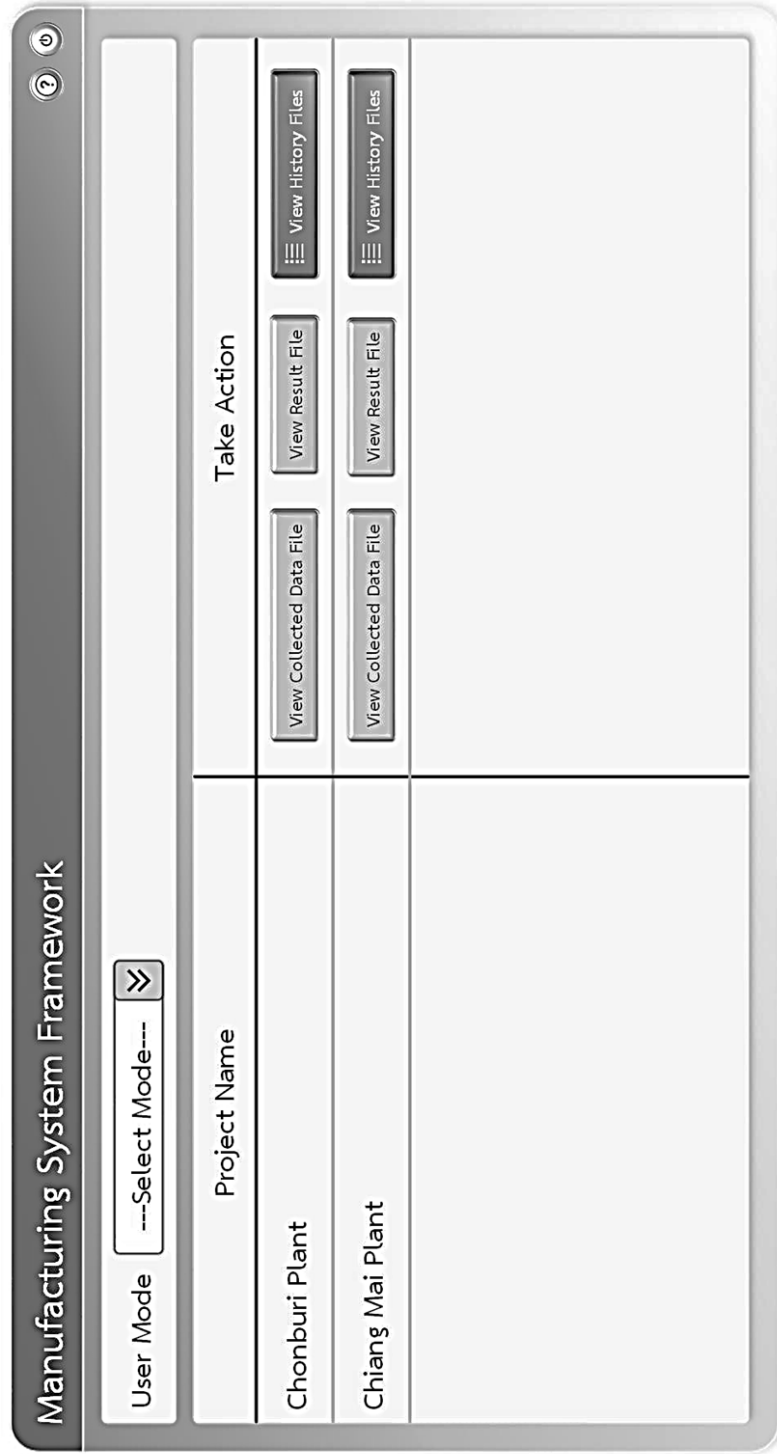 Manufacturing System Framework ?
User Mode ---Select Mode---
Project Name Take Action
Chonburi Plant View Collected Data File View Result File View History Files
Chiang Mai Plant View Collected Data File View Result File View History Files